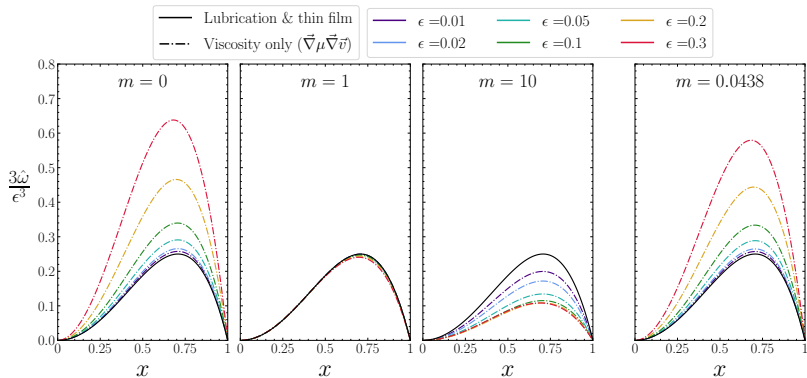 Lubrication & thin film
Viscosity only (∇⃗μ∇⃗v⃗)
ϵ =0.01 ϵ =0.05 ϵ =0.2
ϵ =0.02 ϵ =0.1 ϵ =0.3
m = 0 m = 1 m = 10 m = 0.0438
3ω̂/ϵ³
0.8
0.7
0.6
0.5
0.4
0.3
0.2
0.1
0.0
0 0.25 0.5 0.75 1 0 0.25 0.5 0.75 1 0 0.25 0.5 0.75 1 0 0.25 0.5 0.75 1
x x x x